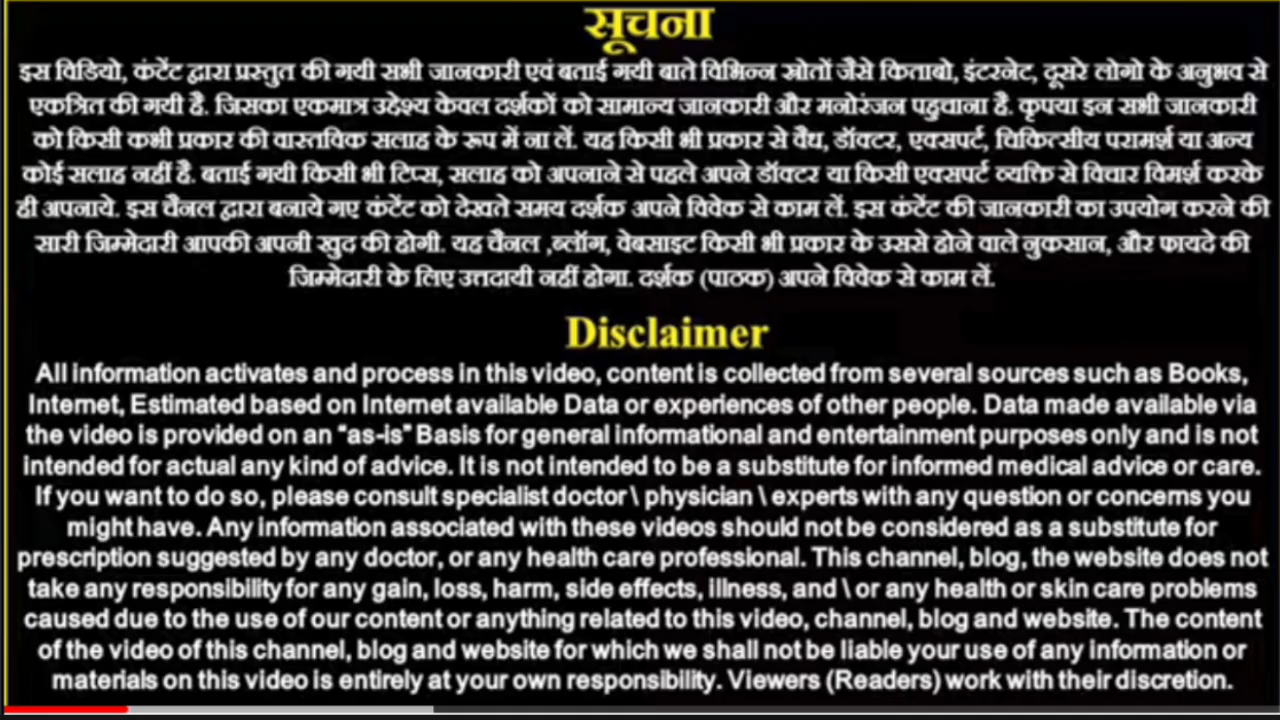 सूचना
इस विडियो, कंटेंट द्वारा प्रस्तुत की गयी सभी जानकारी एवं बताई गयी बाते विभिन्न स्रोतों जैसे किताबो, इंटरनेट, दूसरे लोगो के अनुभव से
एकत्रित की गयी है. जिसका एकमात्र उद्देश्य केवल दर्शकों को सामान्य जानकारी और मनोरंजन पहुचाना है. कृपया इन सभी जानकारी
को किसी कभी प्रकार की वास्तविक सलाह के रूप में ना लें. यह किसी भी प्रकार से वैध, डॉक्टर, एक्सपर्ट, चिकित्सीय परामर्श या अन्य
कोई सलाह नहीं है. बताई गयी किसी भी टिप्स, सलाह को अपनाने से पहले अपने डॉक्टर या किसी एक्सपर्ट व्यक्ति से विचार विमर्श करके
ही अपनाये. इस चैनल द्वारा बनाये गए कंटेंट को देखते समय दर्शक अपने विवेक से काम लें. इस कंटेंट की जानकारी का उपयोग करने की
सारी जिम्मेदारी आपकी अपनी खुद की होगी. यह चैनल ,ब्लॉग, वेबसाइट किसी भी प्रकार के उससे होने वाले नुकसान, और फायदे की
जिम्मेदारी के लिए उत्तदायी नहीं होगा. दर्शक (पाठक) अपने विवेक से काम लें.
Disclaimer
All information activates and process in this video, content is collected from several sources such as Books,
Internet, Estimated based on Internet available Data or experiences of other people. Data made available via
the video is provided on an “as-is” Basis for general informational and entertainment purposes only and is not
intended for actual any kind of advice. It is not intended to be a substitute for informed medical advice or care.
If you want to do so, please consult specialist doctor \ physician \ experts with any question or concerns you
might have. Any information associated with these videos should not be considered as a substitute for
prescription suggested by any doctor, or any health care professional. This channel, blog, the website does not
take any responsibility for any gain, loss, harm, side effects, illness, and \ or any health or skin care problems
caused due to the use of our content or anything related to this video, channel, blog and website. The content
of the video of this channel, blog and website for which we shall not be liable your use of any information or
materials on this video is entirely at your own responsibility. Viewers (Readers) work with their discretion.